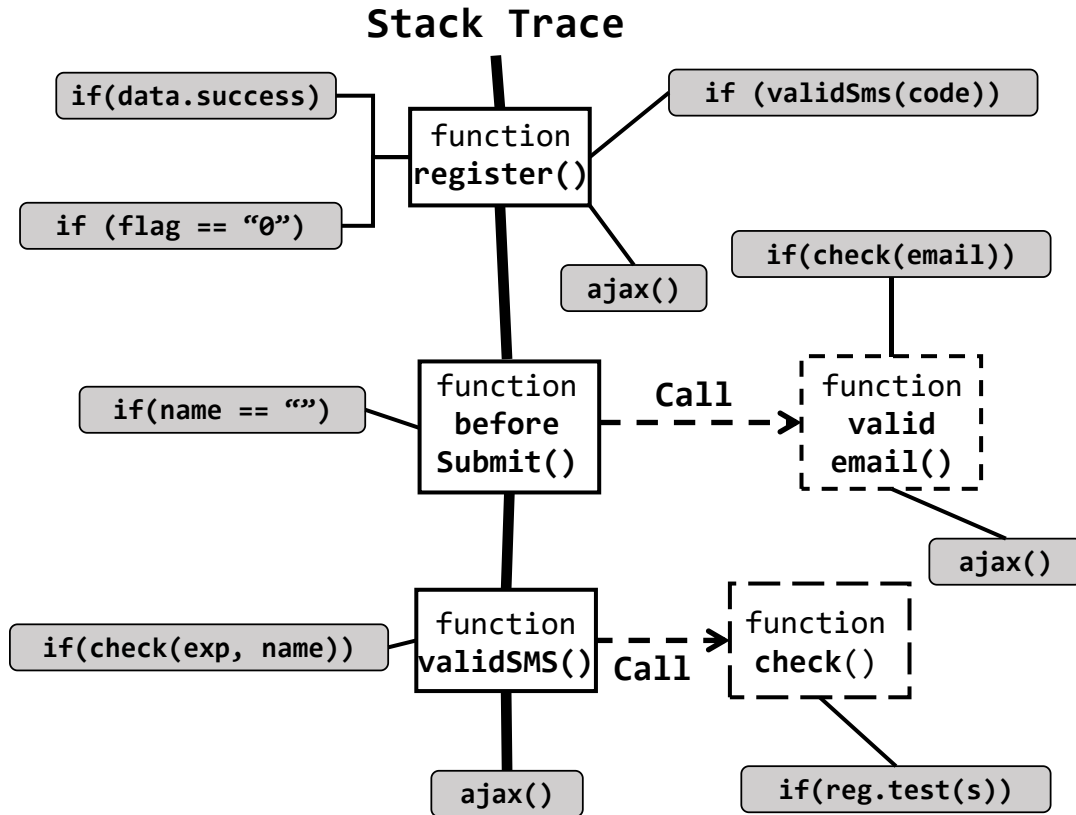 Stack Trace
if(data.success)
if (validSms(code))
function
register()
if (flag == “0”)
if(check(email))
ajax()
function
before
Submit()
if(name == “”)
Call
function
valid
email()
ajax()
function
validSMS()
if(check(exp, name))
Call
function
check()
ajax()
if(reg.test(s))